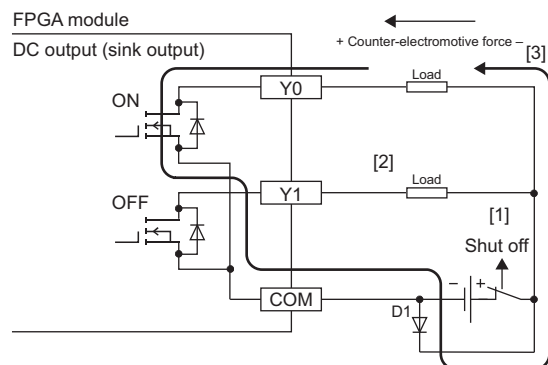 FPGA module
DC output (sink output)
+ Counter-electromotive force –
[3]
ON
Y0
Load
[2]
OFF
Y1
Load
[1]
Shut off
– +
COM
D1